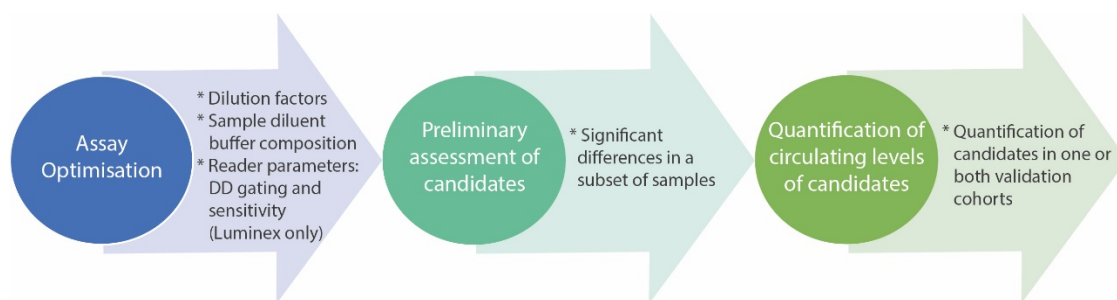 Assay
Optimisation
* Dilution factors
* Sample diluent
buffer composition
* Reader parameters:
DD gating and
sensitivity
(Luminex only)
Preliminary
assessment of
candidates
* Significant
differences in a
subset of samples
Quantification of
circulating levels
of candidates
* Quantification of
candidates in one or
both validation
cohorts